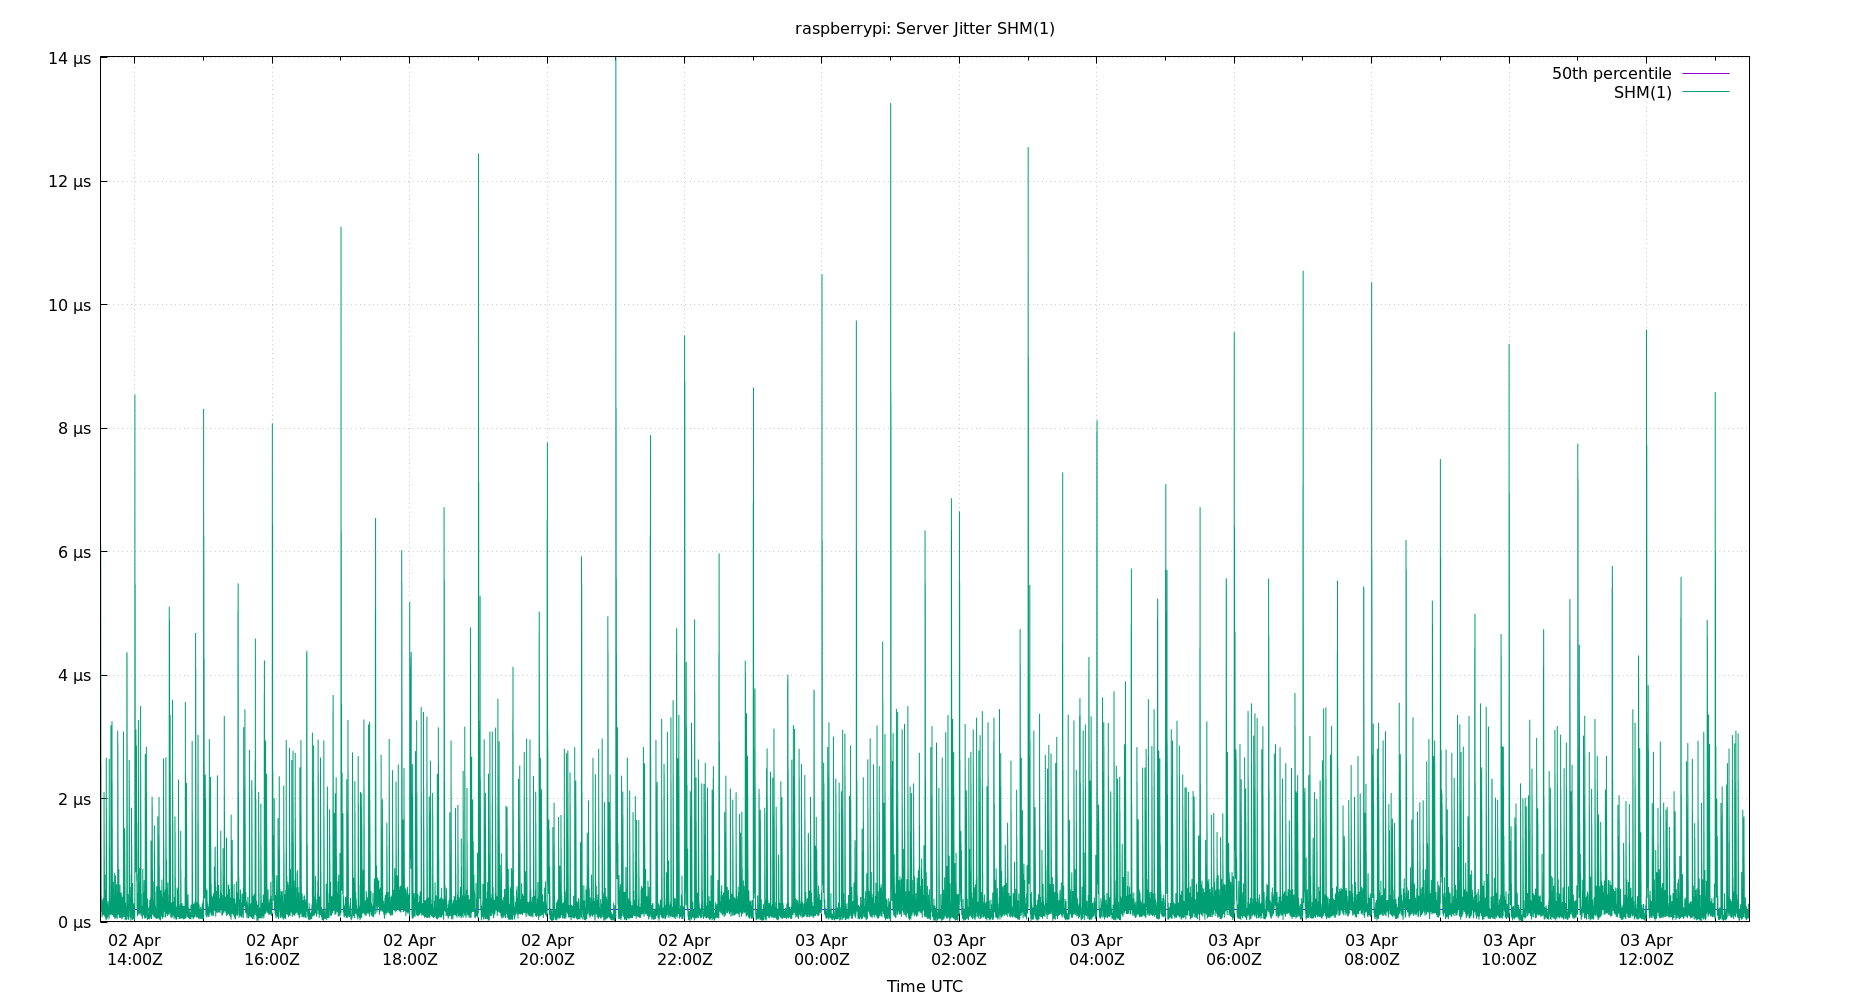 raspberrypi: Server Jitter SHM(1)
14 µs
12 µs
10 µs
8 µs
6 µs
4 µs
2 µs
0 µs
50th percentile
SHM(1)
02 Apr
14:00Z
02 Apr
16:00Z
02 Apr
18:00Z
02 Apr
20:00Z
02 Apr
22:00Z
03 Apr
00:00Z
03 Apr
02:00Z
03 Apr
04:00Z
03 Apr
06:00Z
03 Apr
08:00Z
03 Apr
10:00Z
03 Apr
12:00Z
Time UTC